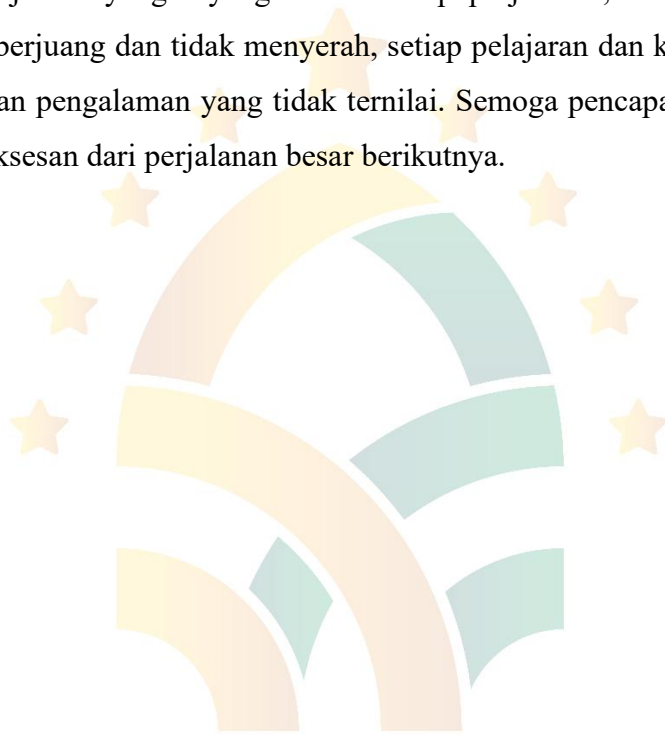 berjuang dan tidak menyerah, setiap pelajaran dan k
an pengalaman yang tidak ternilai. Semoga pencapa
ksesan dari perjalanan besar berikutnya.